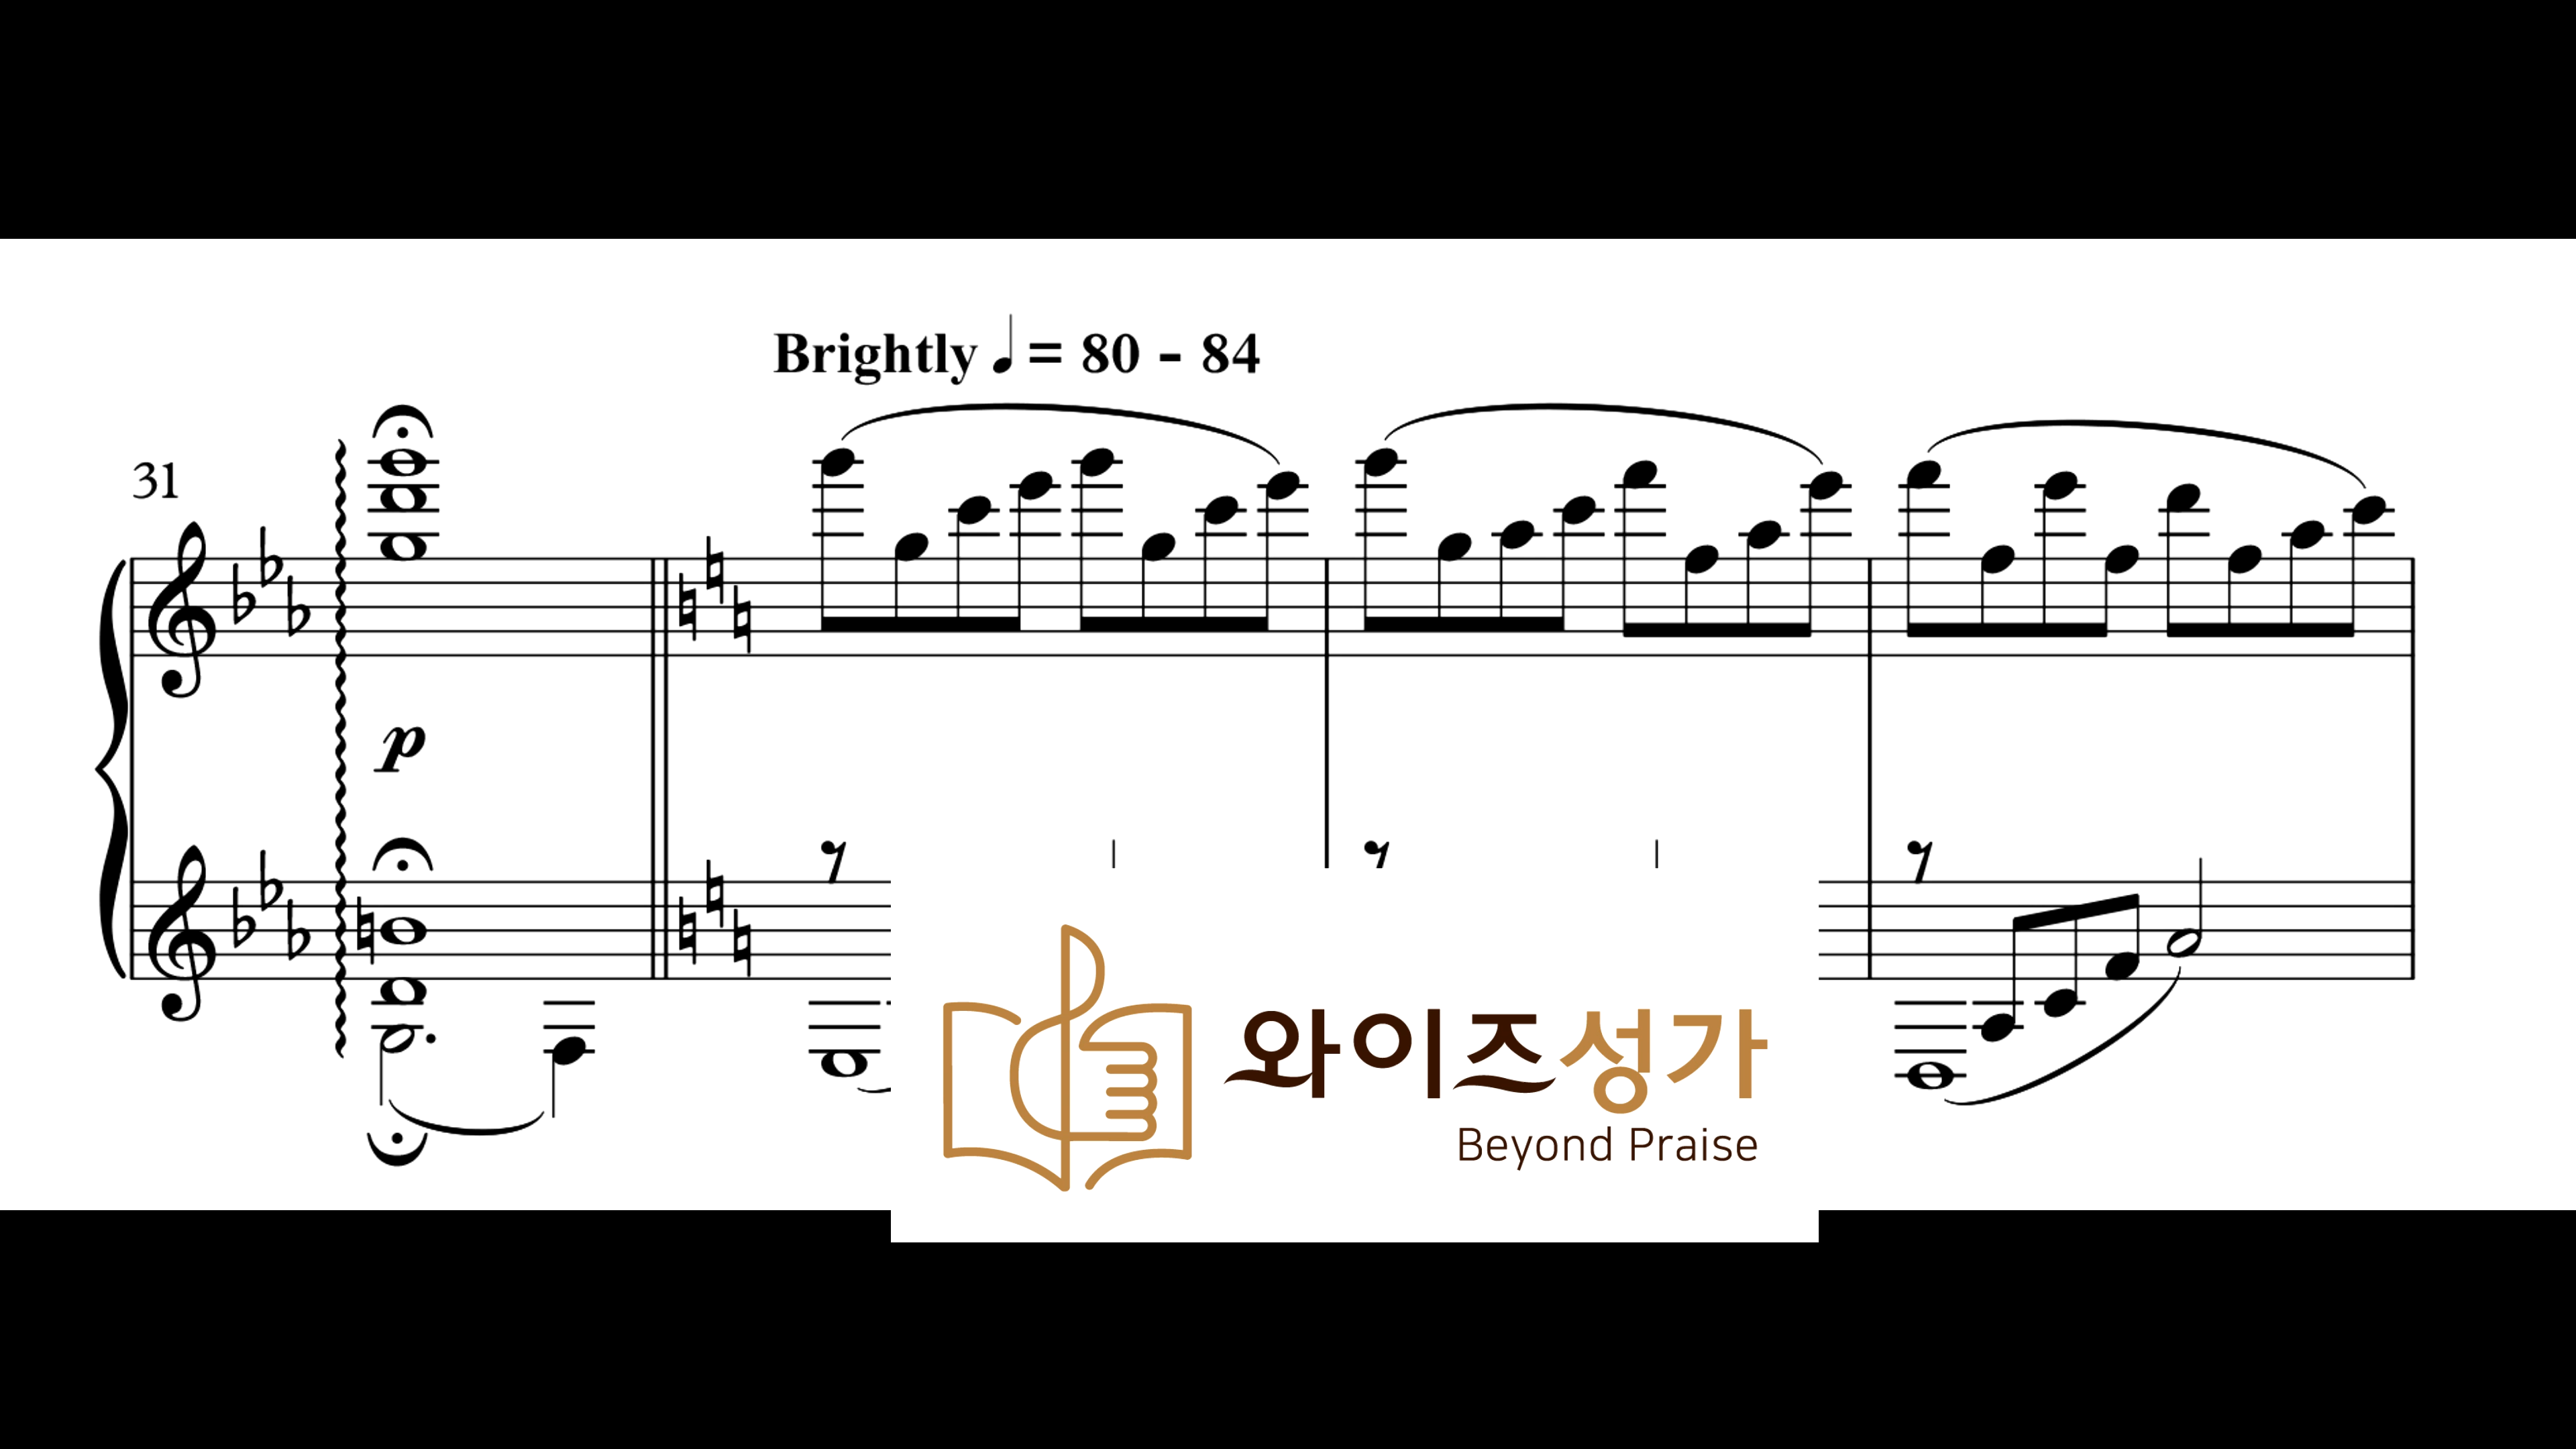 Brightly ♩ = 80 - 84
31
p
와이즈성가
Beyond Praise